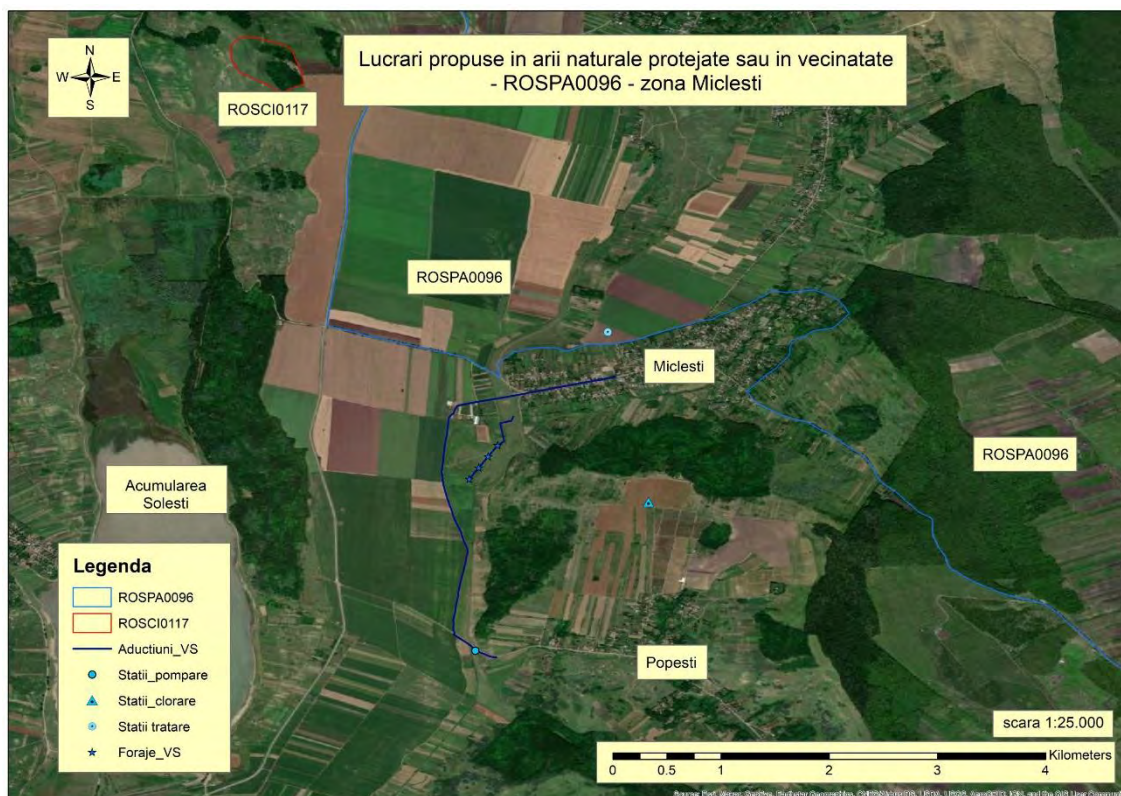 Lucrari propuse in arii naturale protejate sau in vecinatate
- ROSPA0096 - zona Miclesti
N
W E
S
ROSCI0117
ROSPA0096
Miclesti
ROSPA0096
Acumularea
Solesti
Legenda
ROSPA0096
ROSCI0117
Aductiuni_VS
Statii_pompare
Statii_clorare
Statii tratare
Foraje_VS
Popesti
scara 1:25.000
Kilometers
0 0.5 1 2 3 4